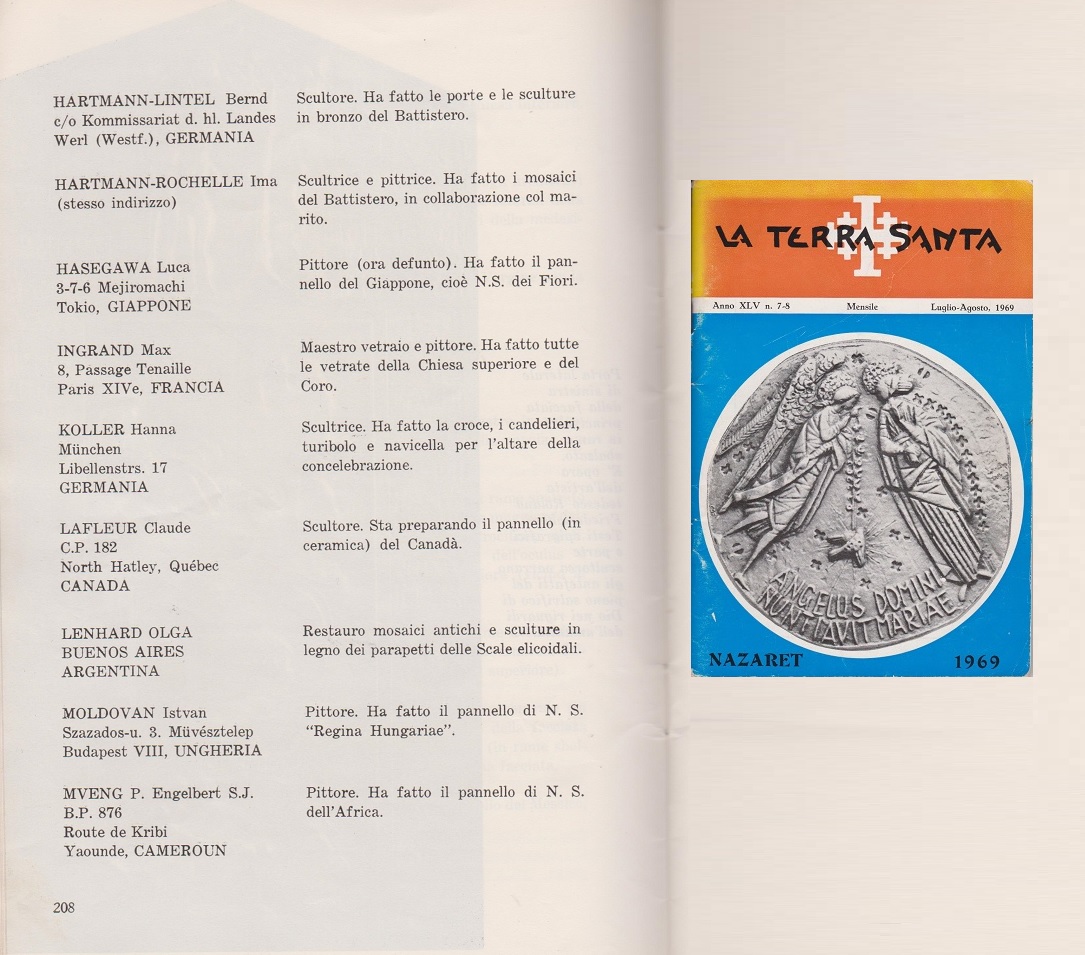 HARTMANN-LINTEL Bernd
c/o Kommissariat d. hl. Landes
Werl (Westf.), GERMANIA
Scultore. Ha fatto le porte e le sculture
in bronzo del Battistero.
HARTMANN-ROCHELLE Ima
(stesso indirizzo)
Scultrice e pittrice. Ha fatto i mosaici
del Battistero, in collaborazione col ma-
rito.
HASEGAWA Luca
3-7-6 Mejiromachi
Tokio, GIAPPONE
Pittore (ora defunto). Ha fatto il pan-
nello del Giappone, cioè N.S. dei Fiori.
INGRAND Max
8, Passage Tenaille
Paris XIVe, FRANCIA
Maestro vetraio e pittore. Ha fatto tutte
le vetrate della Chiesa superiore e del
Coro.
KOLLER Hanna
München
Libellenstrs. 17
GERMANIA
Scultrice. Ha fatto la croce, i candelieri,
turibolo e navicella per l'altare della
concelebrazione.
LAFLEUR Claude
C.P. 182
North Hatley, Québec
CANADA
Scultore. Sta preparando il pannello (in
ceramica) del Canadà.
LENHARD OLGA
BUENOS AIRES
ARGENTINA
Restauro mosaici antichi e sculture in
legno dei parapetti delle Scale elicoidali.
MOLDOVAN Istvan
Szazados-u. 3. Müvésztelep
Budapest VIII, UNGHERIA
Pittore. Ha fatto il pannello di N. S.
"Regina Hungariae".
MVENG P. Engelbert S.J.
B.P. 876
Route de Kribi
Yaounde, CAMEROUN
Pittore. Ha fatto il pannello di N. S.
dell'Africa.
208
LA TERRA SANTA
Anno XLV n. 7-8 Mensile Luglio-Agosto, 1969
ANGELUS DOMINI
NUNTIAVIT MARIAE
NAZARET 1969